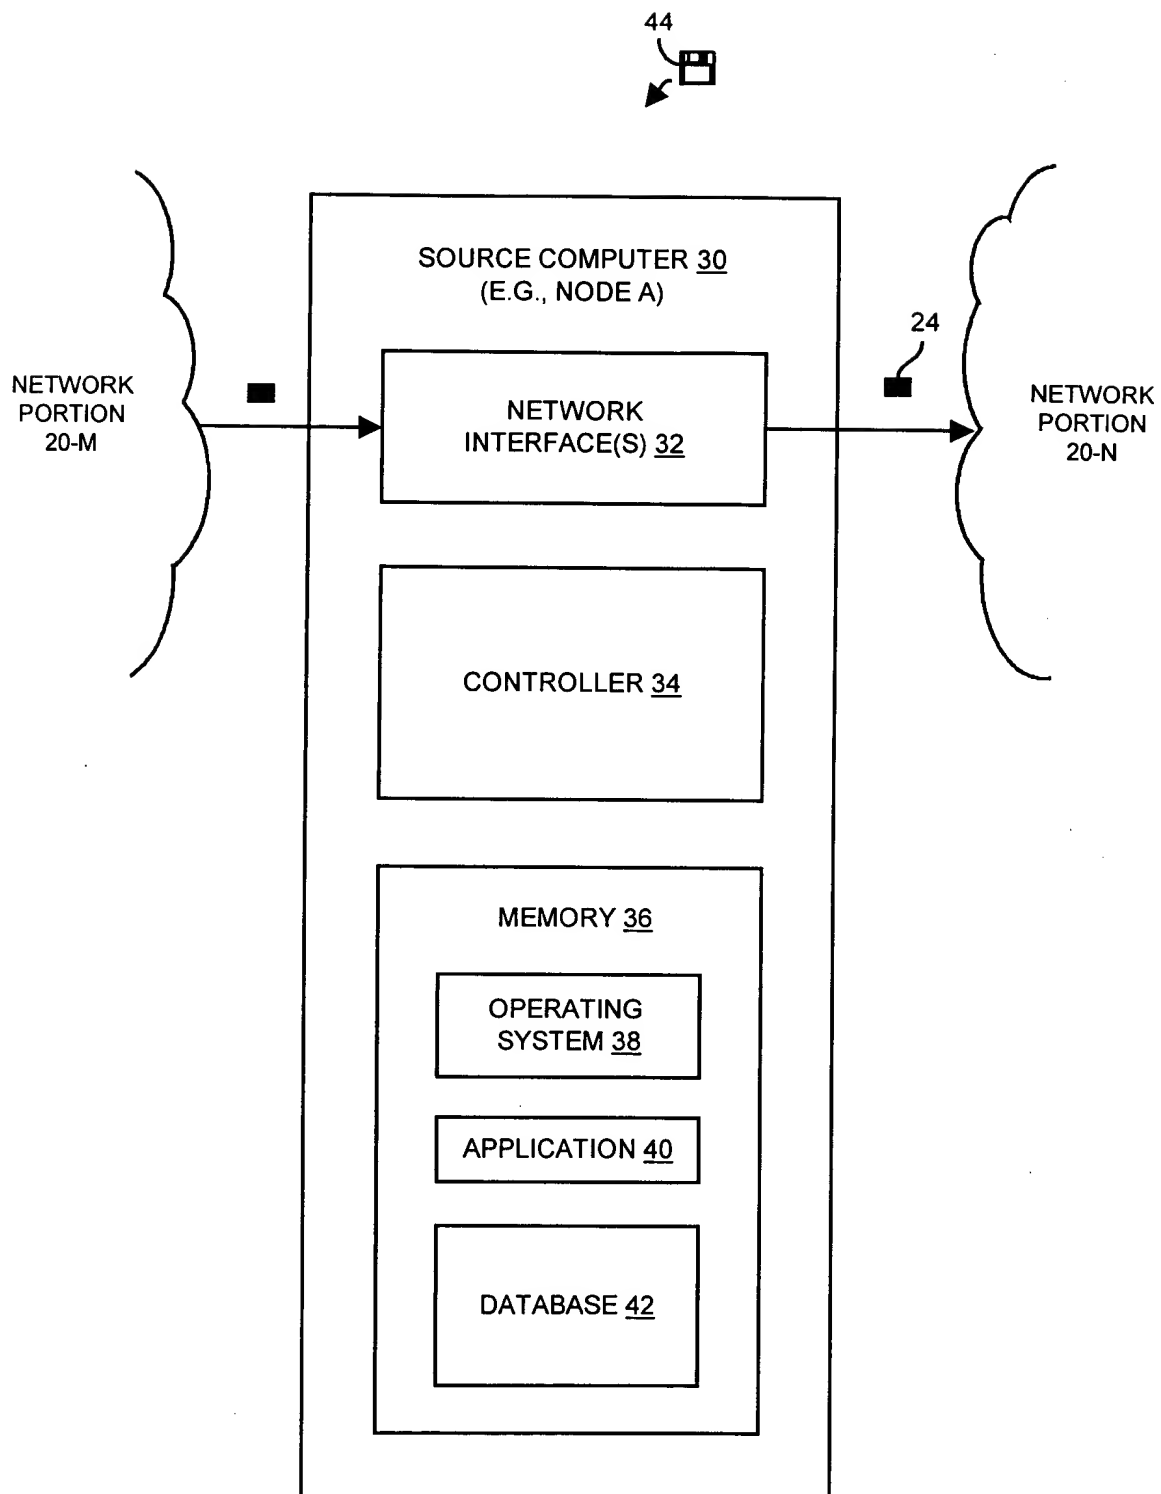 44
SOURCE COMPUTER 30
(E.G., NODE A)
24
NETWORK
PORTION
20-M
NETWORK
INTERFACE(S) 32
NETWORK
PORTION
20-N
CONTROLLER 34
MEMORY 36
OPERATING
SYSTEM 38
APPLICATION 40
DATABASE 42